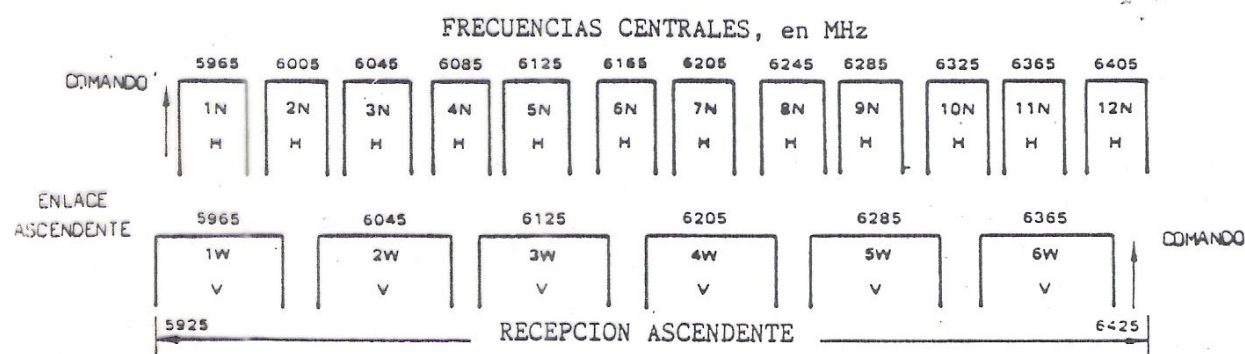 FRECUENCIAS CENTRALES, en MHz
5965 6005 6045 6085 6125 6165 6205 6245 6285 6325 6365 6405
COMANDO
1N 2N 3N 4N 5N 6N 7N 8N 9N 10N 11N 12N
H H H H H H H H H H H H
ENLACE
ASCENDENTE
5965 6045 6125 6205 6285 6365
COMANDO
1W 2W 3W 4W 5W 6W
V V V V V V
5925 RECEPCION ASCENDENTE 6425